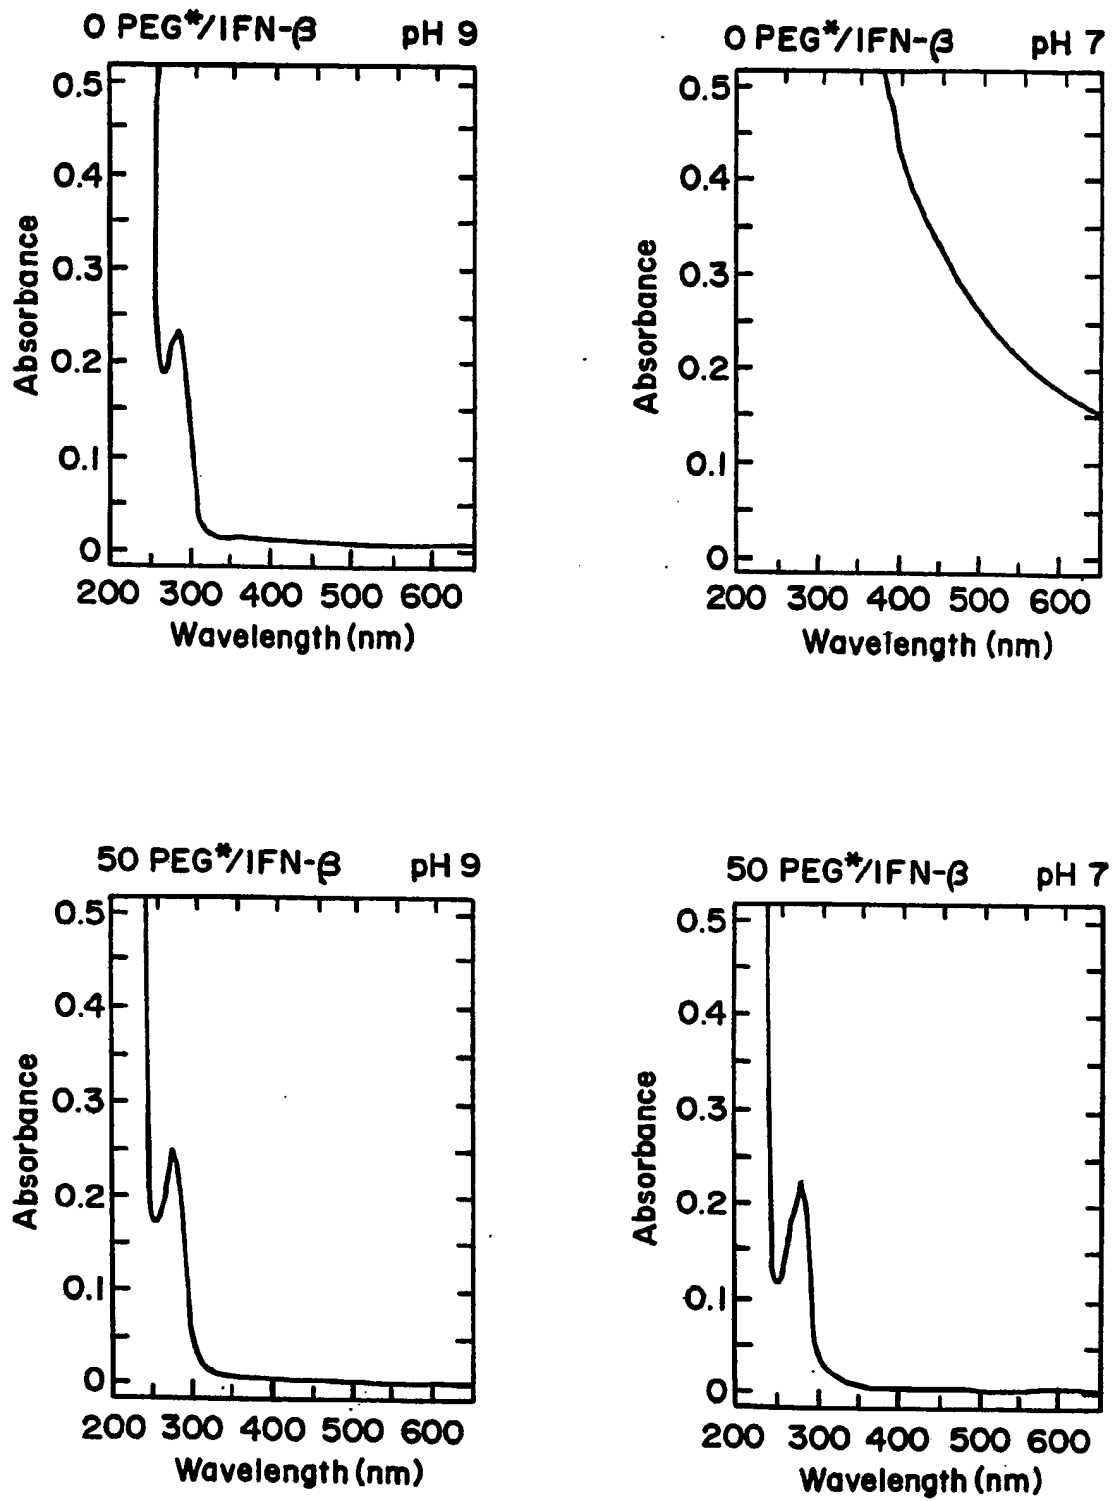 0 PEG*/IFN-β pH 9
0.5
0.4
0.3
0.2
0.1
0
Absorbance
200 300 400 500 600
Wavelength (nm)
0 PEG*/IFN-β pH 7
0.5
0.4
0.3
0.2
0.1
0
Absorbance
200 300 400 500 600
Wavelength (nm)
50 PEG*/IFN-β pH 9
0.5
0.4
0.3
0.2
0.1
0
Absorbance
200 300 400 500 600
Wavelength (nm)
50 PEG*/IFN-β pH 7
0.5
0.4
0.3
0.2
0.1
0
Absorbance
200 300 400 500 600
Wavelength (nm)